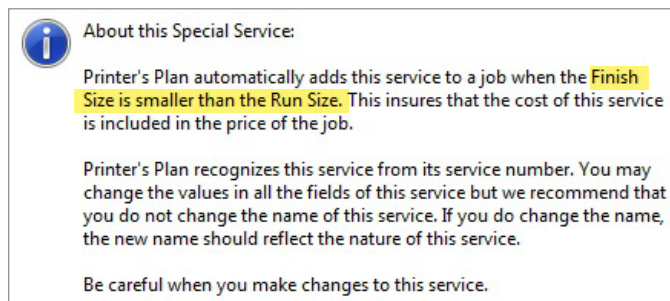 About this Special Service:
Printer's Plan automatically adds this service to a job when the Finish
Size is smaller than the Run Size. This insures that the cost of this service
is included in the price of the job.
Printer's Plan recognizes this service from its service number. You may
change the values in all the fields of this service but we recommend that
you do not change the name of this service. If you do change the name,
the new name should reflect the nature of this service.
Be careful when you make changes to this service.